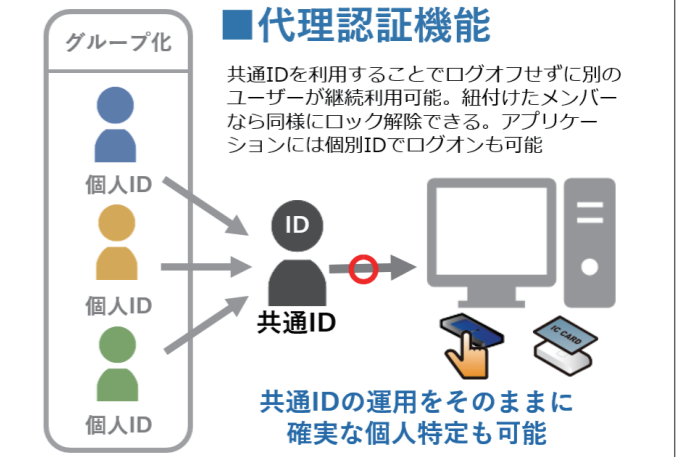 グループ化
■代理認証機能
共通IDを利用することでログオフせずに別の
ユーザーが継続利用可能。紐付けたメンバー
なら同様にロック解除できる。アプリケー
ションには個別IDでログオンも可能
個人ID
個人ID
個人ID
ID
共通ID
IC CARD
共通IDの運用をそのままに
確実な個人特定も可能